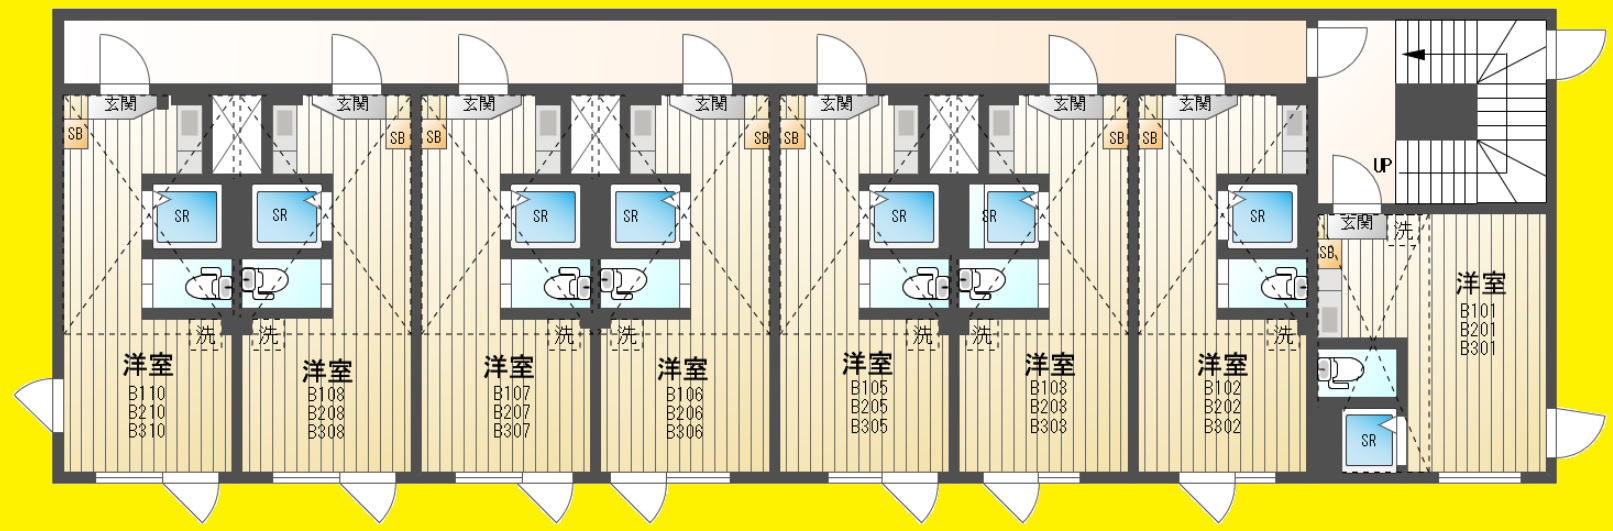 玄関
玄関
玄関
玄関
玄関
玄関
玄関
SB
SB
SB
SB
SB
SB
SB
UP
SR
SR
SR
SR
SR
SR
SR
玄関
洗
SB
洗
洗
洗
洗
洗
洗
洗
洋室
B110
B210
B310
洋室
B108
B208
B308
洋室
B107
B207
B307
洋室
B106
B206
B306
洋室
B105
B205
B305
洋室
B103
B203
B303
洋室
B102
B202
B302
洋室
B101
B201
B301
SR